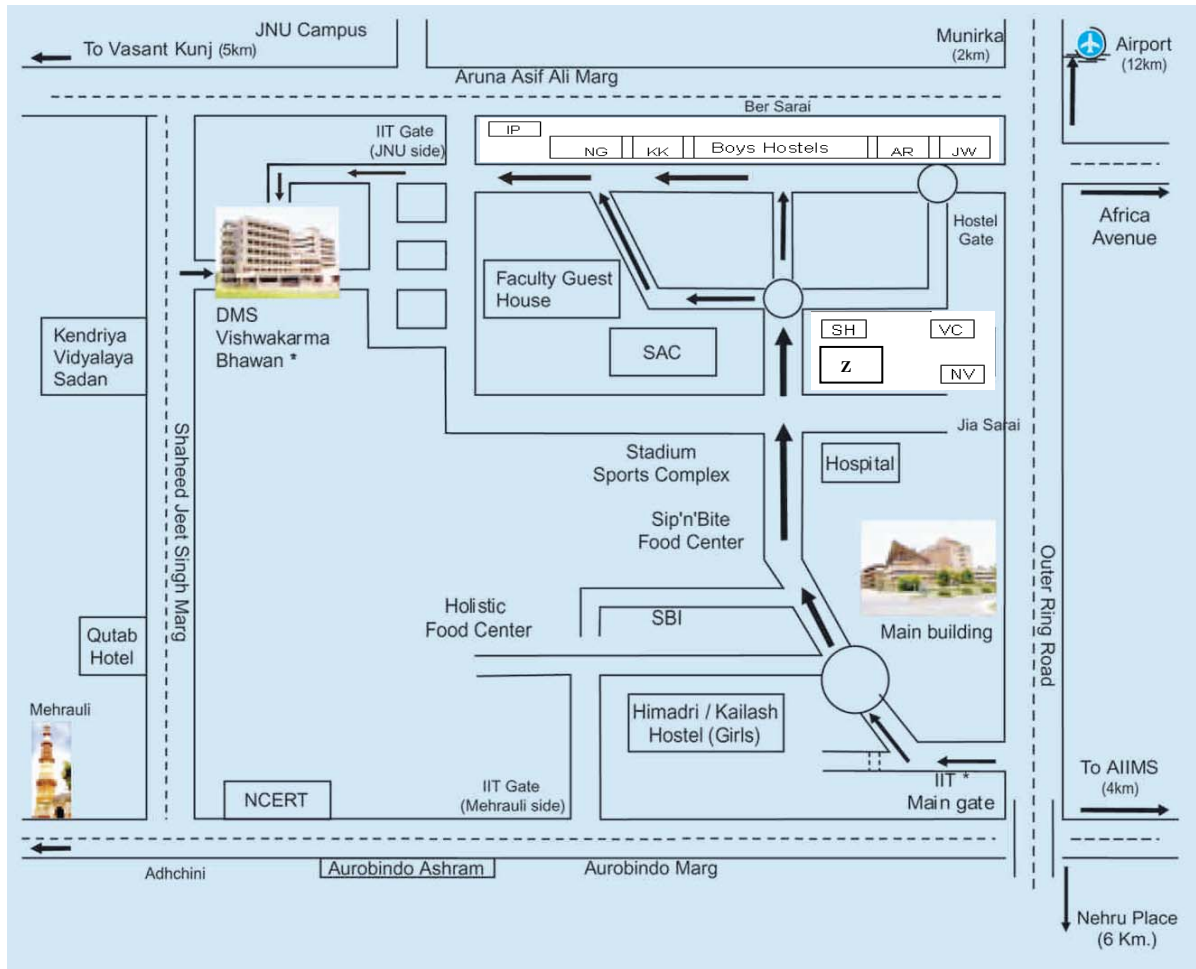 JNU Campus
To Vasant Kunj (5km)
Munirka
(2km)
Airport
(12km)
Aruna Asif Ali Marg
Ber Sarai
IP
IIT Gate
(JNU side)
NG
KK
Boys Hostels
AR
JW
Africa
Avenue
Hostel
Gate
Faculty Guest
House
DMS
Vishwakarma
Bhawan *
Kendriya
Vidyalaya
Sadan
SAC
SH
VC
Z
NV
Jia Sarai
Shaheed Jeet Singh Marg
Stadium
Sports Complex
Hospital
Sip'n'Bite
Food Center
Outer Ring Road
Holistic
Food Center
SBI
Main building
Qutab
Hotel
Mehrauli
Himadri / Kailash
Hostel (Girls)
IIT *
Main gate
To AIIMS
(4km)
NCERT
IIT Gate
(Mehrauli side)
Adhchini
Aurobindo Ashram
Aurobindo Marg
Nehru Place
(6 Km.)